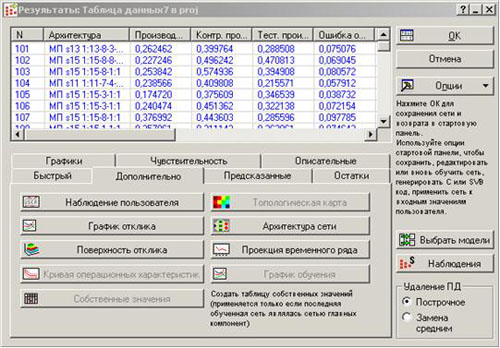 Результаты: Таблица данных7 в proj
N Архитектура Производ... Контр. про... Тест. прои... Ошибка о...
101 МП s13 1:13-8-3-... 0,262462 0,399764 0,288508 0,075076
102 МП s15 1:15-8-8-... 0,227246 0,496242 0,470813 0,069045
103 МП s15 1:15-8-1:1 0,253842 0,574936 0,394908 0,080572
104 МП s11 1:11-7-4-... 0,238566 0,409808 0,215571 0,057912
105 МП s15 1:15-3-1:1 0,174720 0,375609 0,346539 0,038732
106 МП s15 1:15-3-1:1 0,240474 0,451362 0,322138 0,072154
107 МП s15 1:15-8-1:1 0,376992 0,443603 0,285596 0,097785
OK
Отмена
Опции
Нажмите ОК для
сохранения сети и
возврата в стартовую
панель.
Используйте опции
стартовой панели, чтобы
сохранить, редактировать
или вновь обучить сеть,
генерировать C или SVB
код, применить сеть к
входным значениями
пользователя.
Выбрать модели
Наблюдения
Удаление ПД
Построчное
Замена
средним
Графики Чувствительность Описательные
Быстрый Дополнительно Предсказанные Остатки
Наблюдение пользователя Топологическая карта
График отклика Архитектура сети
Поверхность отклика Проекция временного ряда
Кривая операционных характеристик График обучения
Собственные значения
Создать таблицу собственных значений
(применяется только если последняя
обученная сеть являлась сетью главных
компонент)